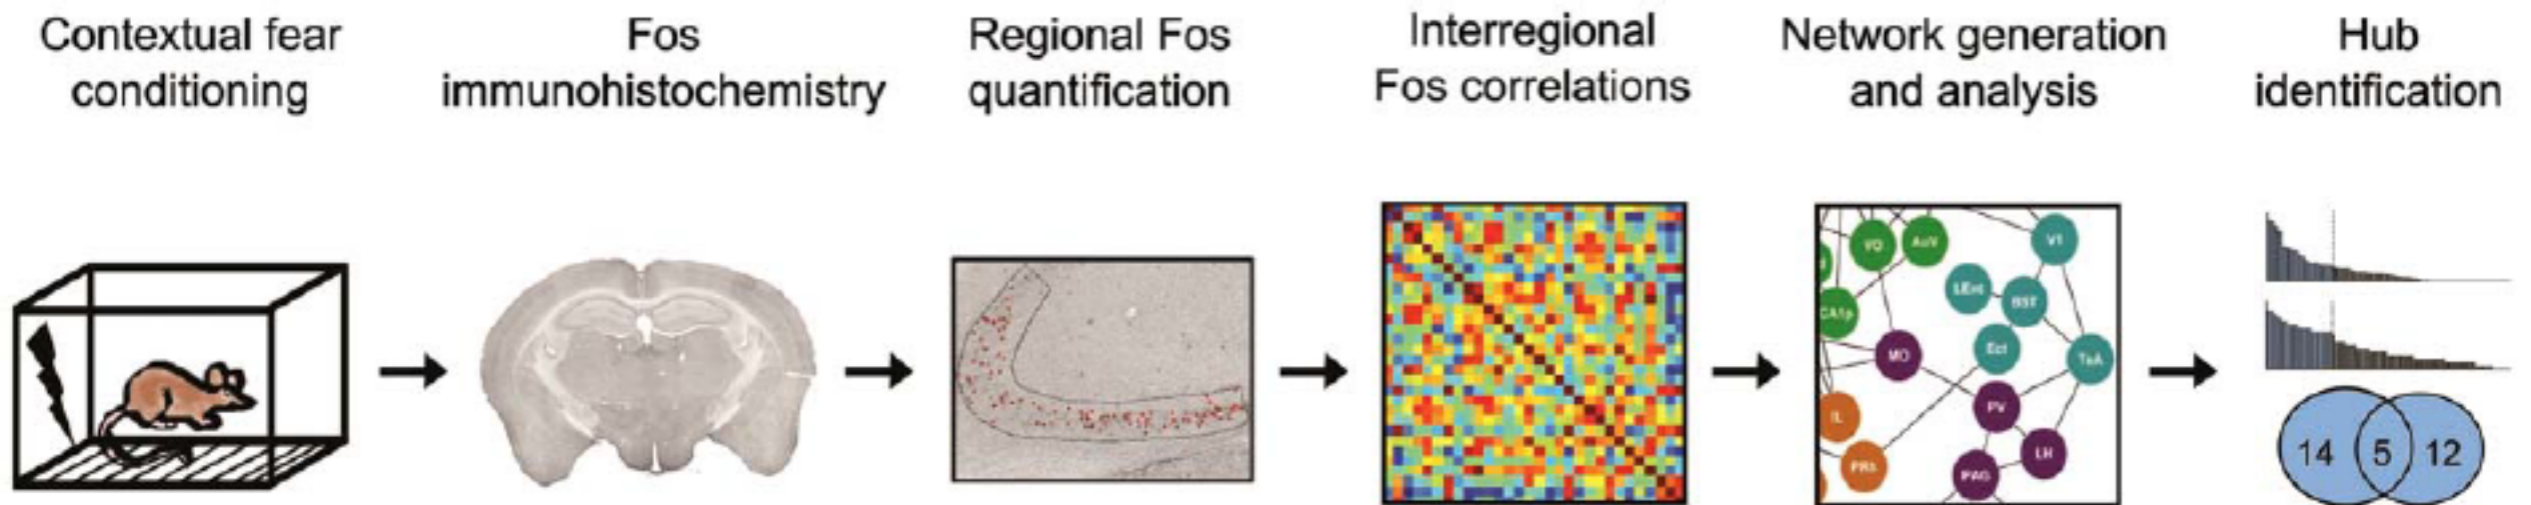 Contextual fear
conditioning
Fos
immunohistochemistry
Regional Fos
quantification
Interregional
Fos correlations
Network generation
and analysis
Hub
identification
VO
AuV
V1
LEnt
BST
CA1p
MO
Ect
TeA
IL
PV
PRh
LH
PAG
14
5
12